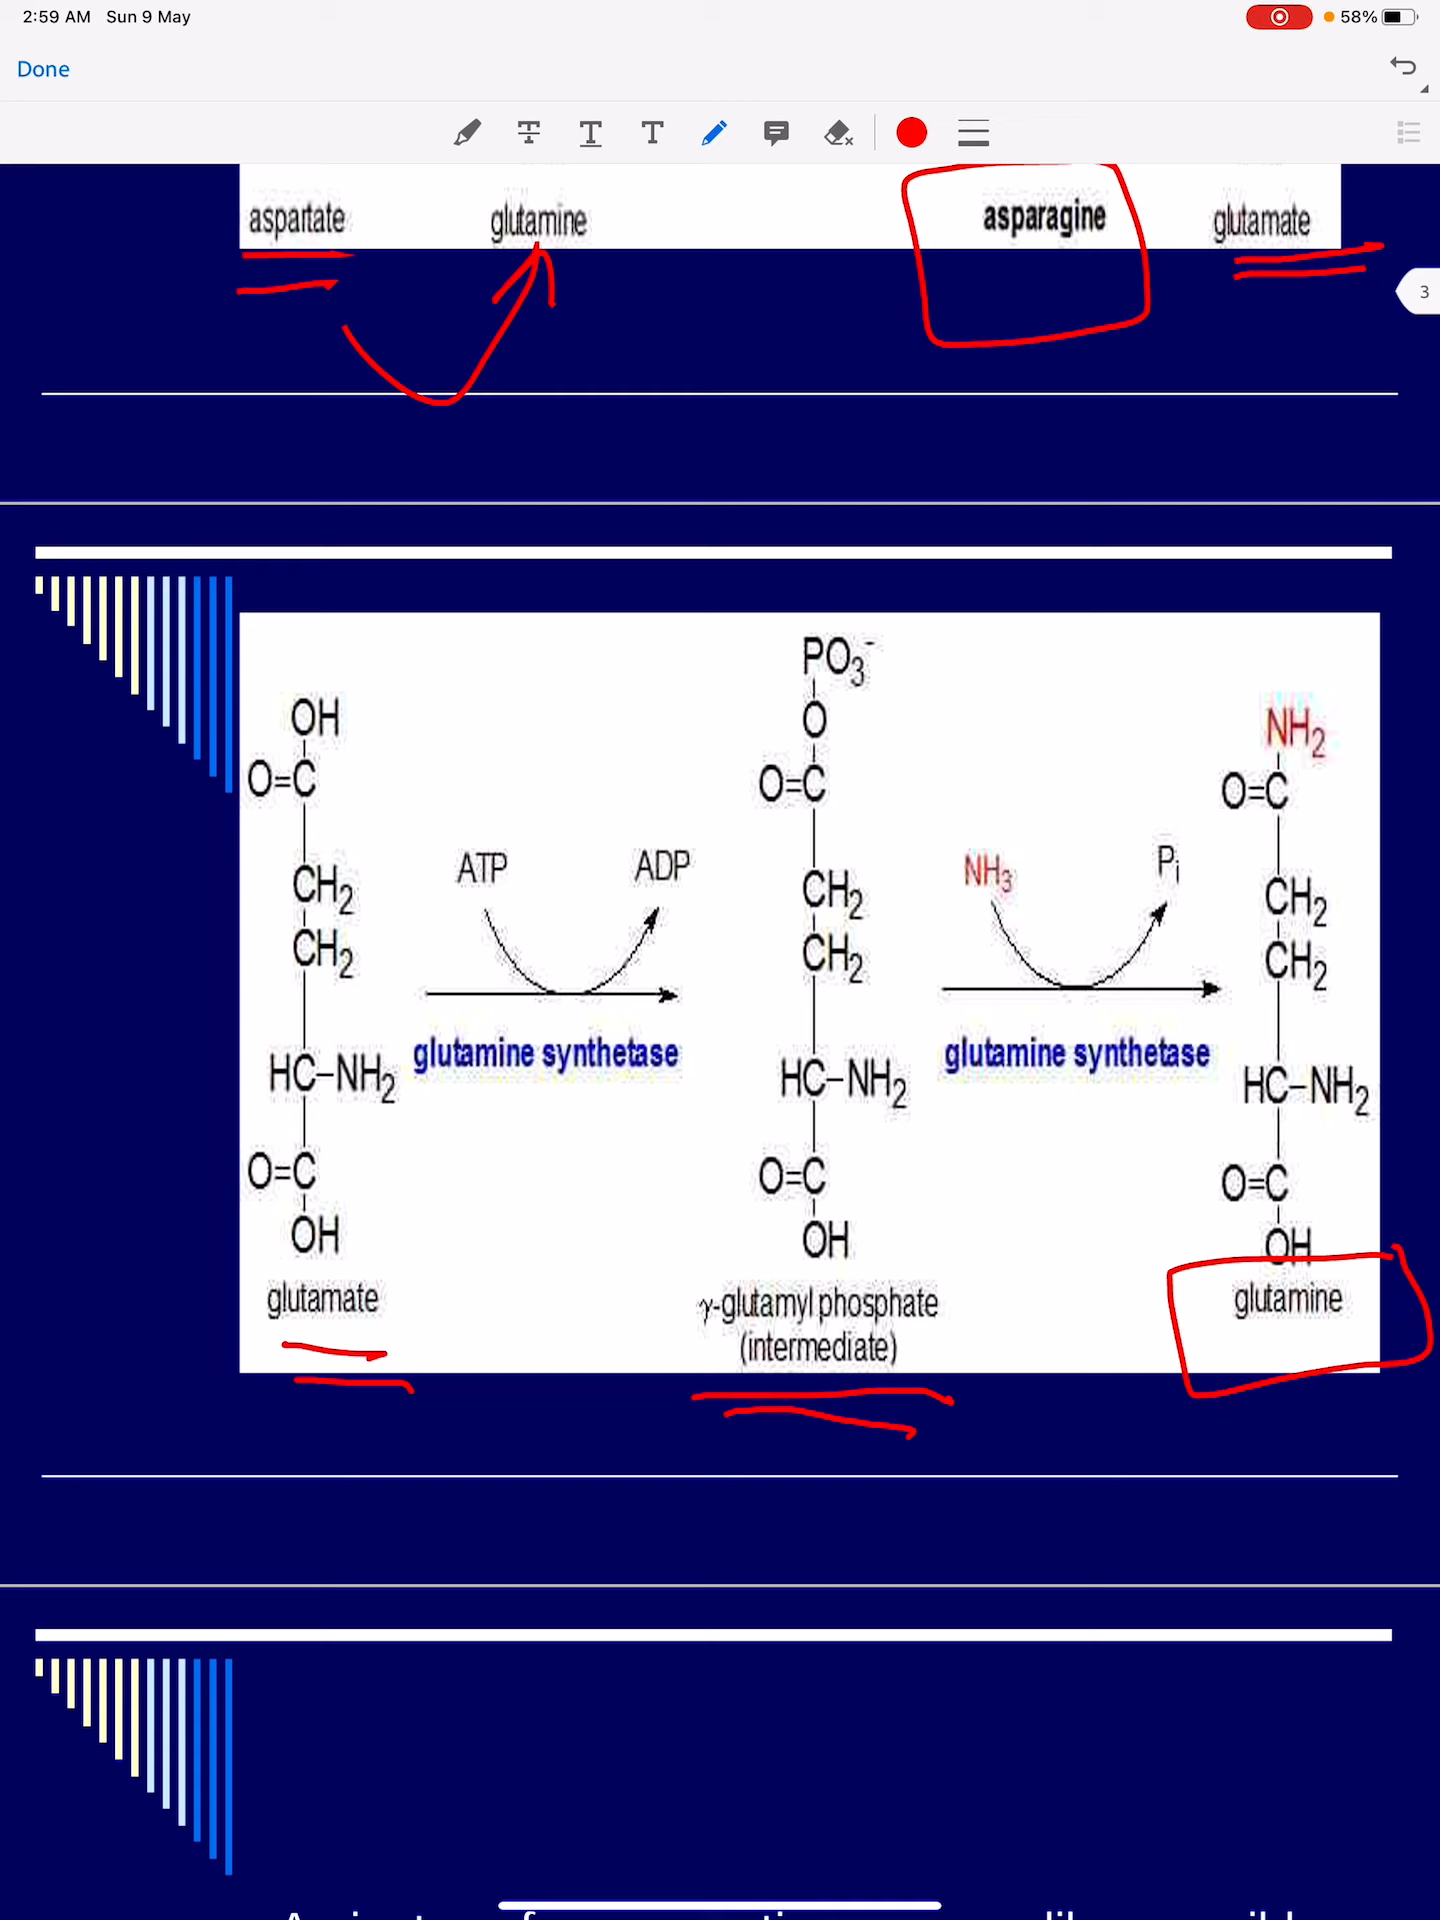 2:59 AM Sun 9 May
58%
Done
T T T
aspartate glutamine asparagine glutamate
3
PO3-
OH O NH2
O=C O=C O=C
ATP ADP NH3 Pi
CH2 CH2 CH2
CH2 CH2 CH2
glutamine synthetase glutamine synthetase
HC-NH2 HC-NH2 HC-NH2
O=C O=C O=C
OH OH OH
glutamate γ-glutamyl phosphate glutamine
(intermediate)